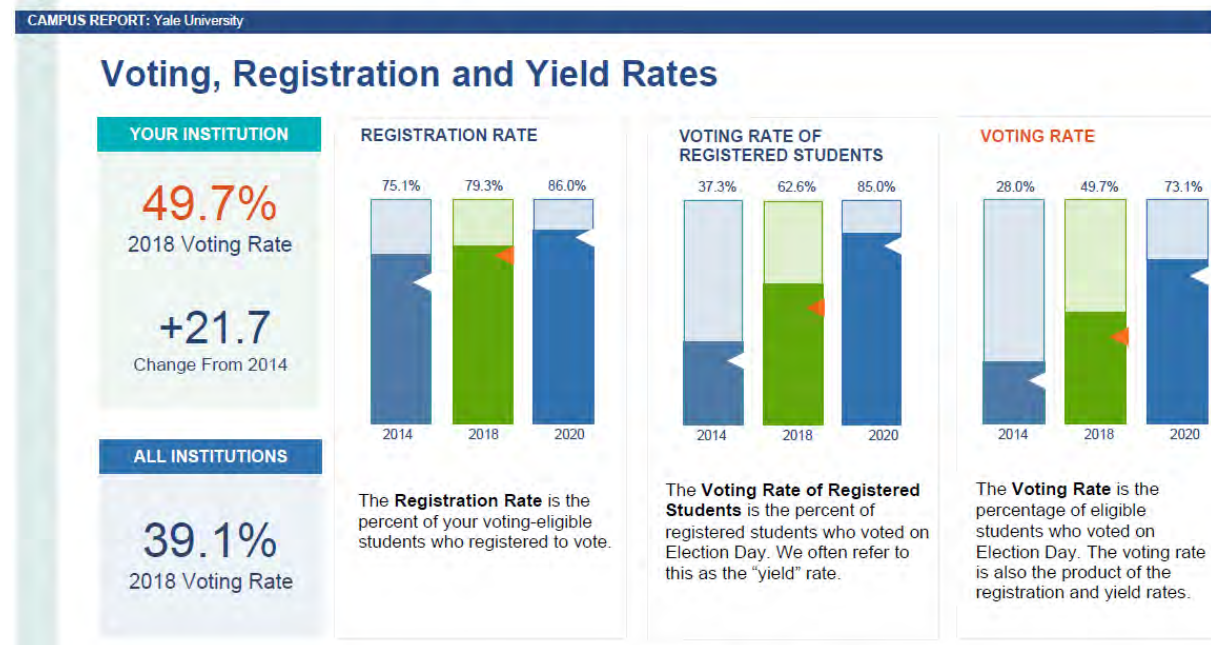 CAMPUS REPORT: Yale University
Voting, Registration and Yield Rates
YOUR INSTITUTION
49.7%
2018 Voting Rate
+21.7
Change From 2014
ALL INSTITUTIONS
39.1%
2018 Voting Rate
REGISTRATION RATE
75.1% 79.3% 86.0%
2014 2018 2020
The Registration Rate is the
percent of your voting-eligible
students who registered to vote.
VOTING RATE OF
REGISTERED STUDENTS
37.3% 62.6% 85.0%
2014 2018 2020
The Voting Rate of Registered
Students is the percent of
registered students who voted on
Election Day. We often refer to
this as the “yield” rate.
VOTING RATE
28.0% 49.7% 73.1%
2014 2018 2020
The Voting Rate is the
percentage of eligible
students who voted on
Election Day. The voting rate
is also the product of the
registration and yield rates.